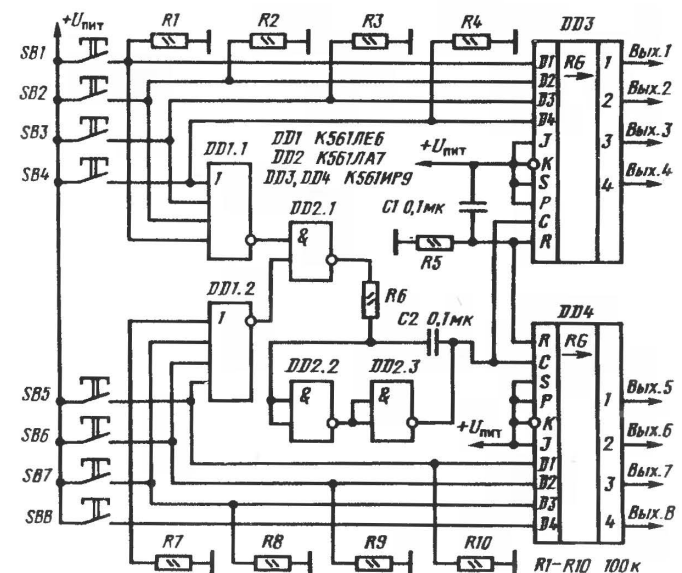 +Uпит
R1
R2
R3
R4
DD3
SB1
SB2
SB3
SB4
D1 RG 1 Вых.1
D2
D3 2 Вых.2
D4
J 3 Вых.3
K
S 4 Вых.4
P
C
R
DD1 К561ЛЕ6
DD2 К561ЛА7
DD3, DD4 К561ИР9
+Uпит
DD1.1
1
DD2.1
&
C1 0,1мк
R5
DD1.2
1
R6
C2 0,1мк
DD2.2
&
DD2.3
&
DD4
R RG
C
S
P 1 Вых.5
K
J 2 Вых.6
D1
D2 3 Вых.7
D3
D4 4 Вых.8
+Uпит
SB5
SB6
SB7
SB8
R7
R8
R9
R10
R1-R10 100к